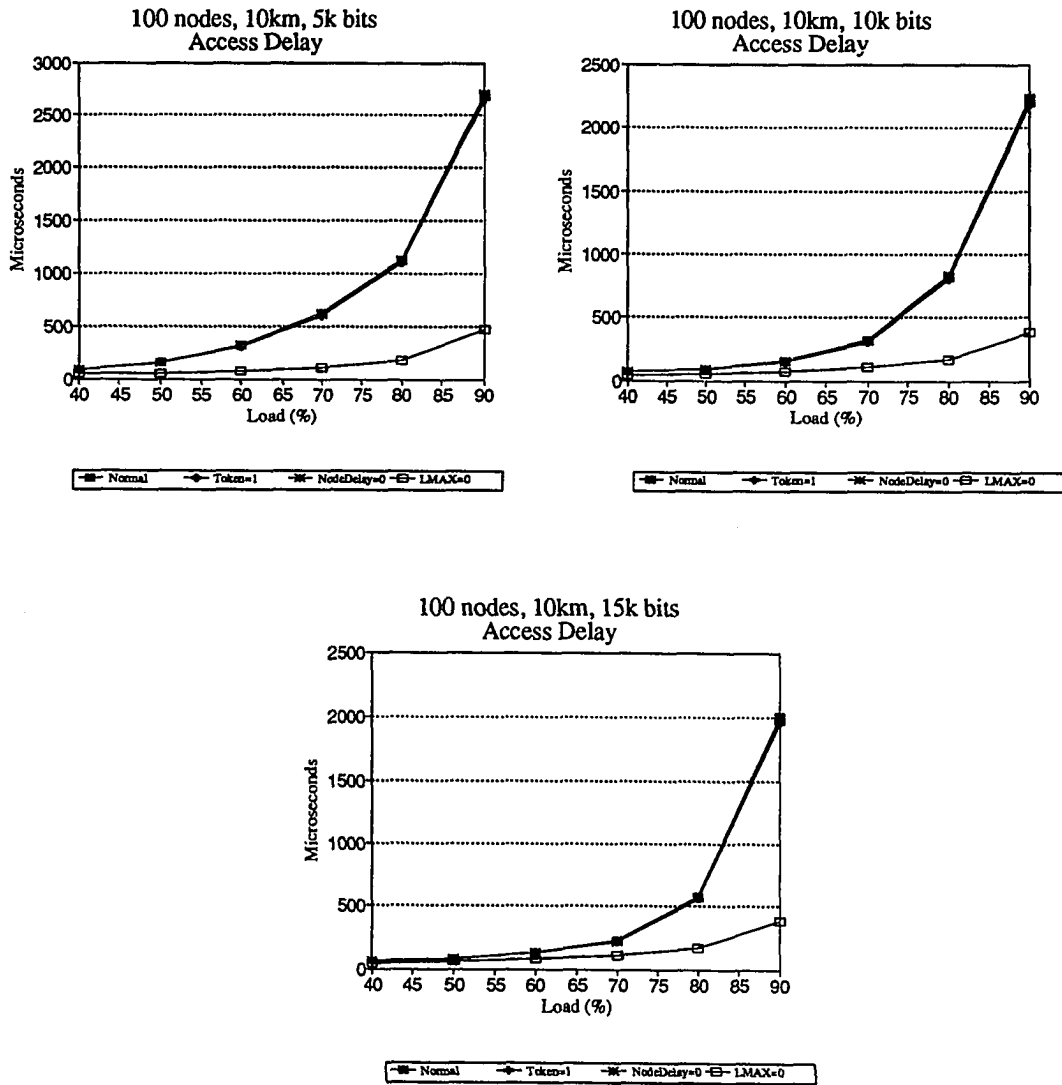 100 nodes, 10km, 5k bits
Access Delay
3000
2500
2000
1500
1000
500
0
Microseconds
40 45 50 55 60 65 70 75 80 85 90
Load (%)
Normal Token=1 NodeDelay=0 LMAX=0
100 nodes, 10km, 10k bits
Access Delay
2500
2000
1500
1000
500
0
Microseconds
40 45 50 55 60 65 70 75 80 85 90
Load (%)
Normal Token=1 NodeDelay=0 LMAX=0
100 nodes, 10km, 15k bits
Access Delay
2500
2000
1500
1000
500
0
Microseconds
40 45 50 55 60 65 70 75 80 85 90
Load (%)
Normal Token=1 NodeDelay=0 LMAX=0